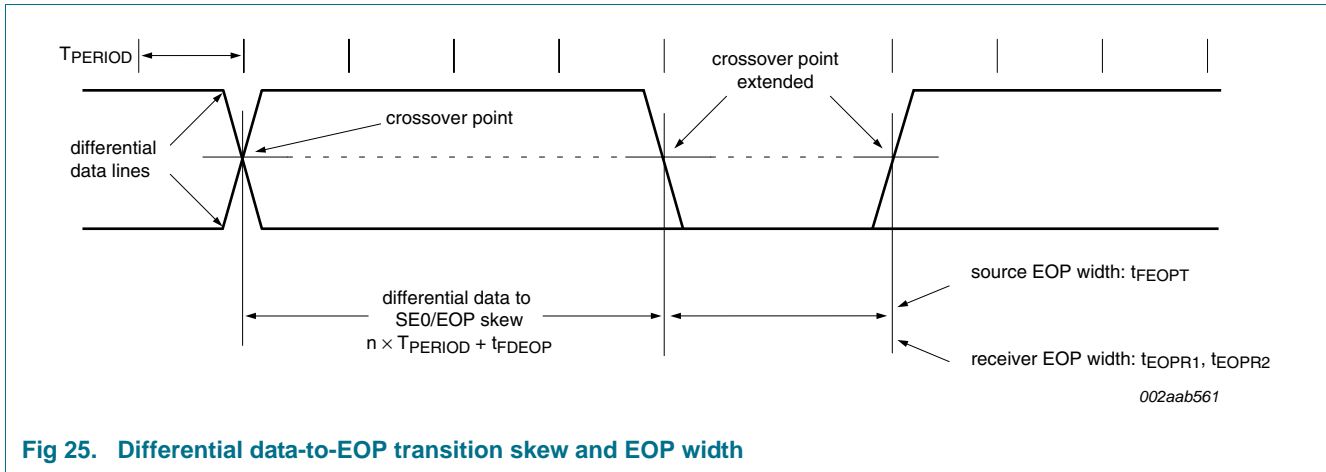 TPERIOD
crossover point
extended
crossover point
differential
data lines
differential data to
SE0/EOP skew
n × TPERIOD + tFDEOP
source EOP width: tFEOPT
receiver EOP width: tEOPR1, tEOPR2
002aab561
Fig 25. Differential data-to-EOP transition skew and EOP width